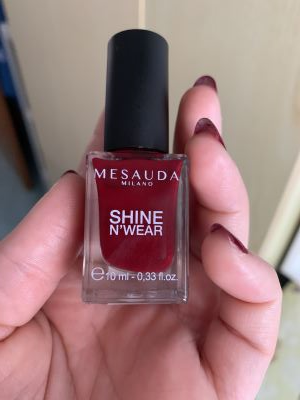 MESAUDA
MILANO
SHINE
N'WEAR
℮ 10 ml - 0,33 fl.oz.